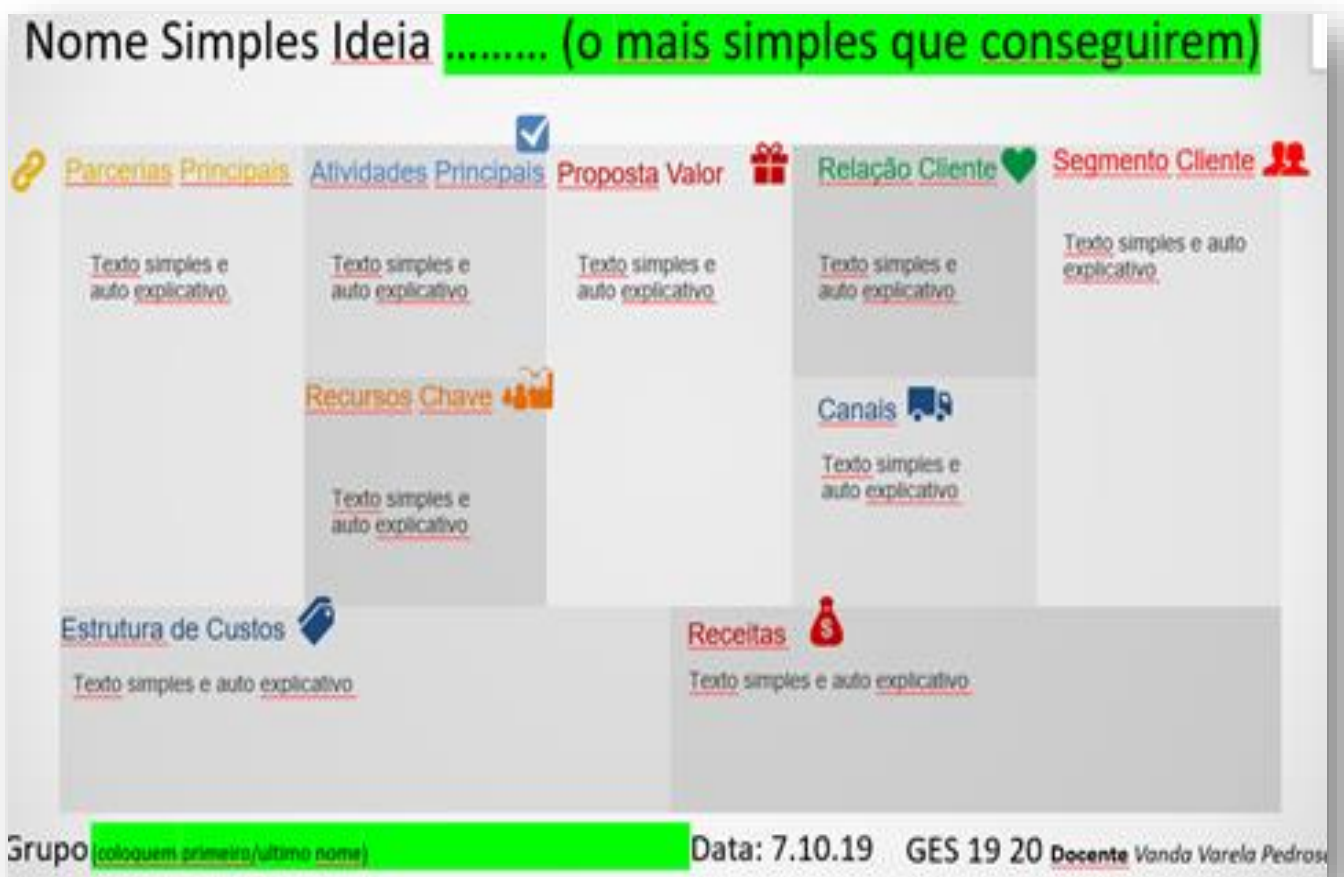 Nome Simples Ideia ......... (o mais simples que conseguirem)
Parcerias Principais
Texto simples e
auto explicativo
Atividades Principais
Texto simples e
auto explicativo
Recursos Chave
Texto simples e
auto explicativo
Proposta Valor
Texto simples e
auto explicativo
Relação Cliente
Texto simples e
auto explicativo
Canais
Texto simples e
auto explicativo
Segmento Cliente
Texto simples e auto
explicativo
Estrutura de Custos
Texto simples e auto explicativo
Receitas
$
Texto simples e auto explicativo
Grupo (coloquem primeiro/ultimo nome) Data: 7.10.19 GES 19 20 Docente Vanda Varela Pedrosa